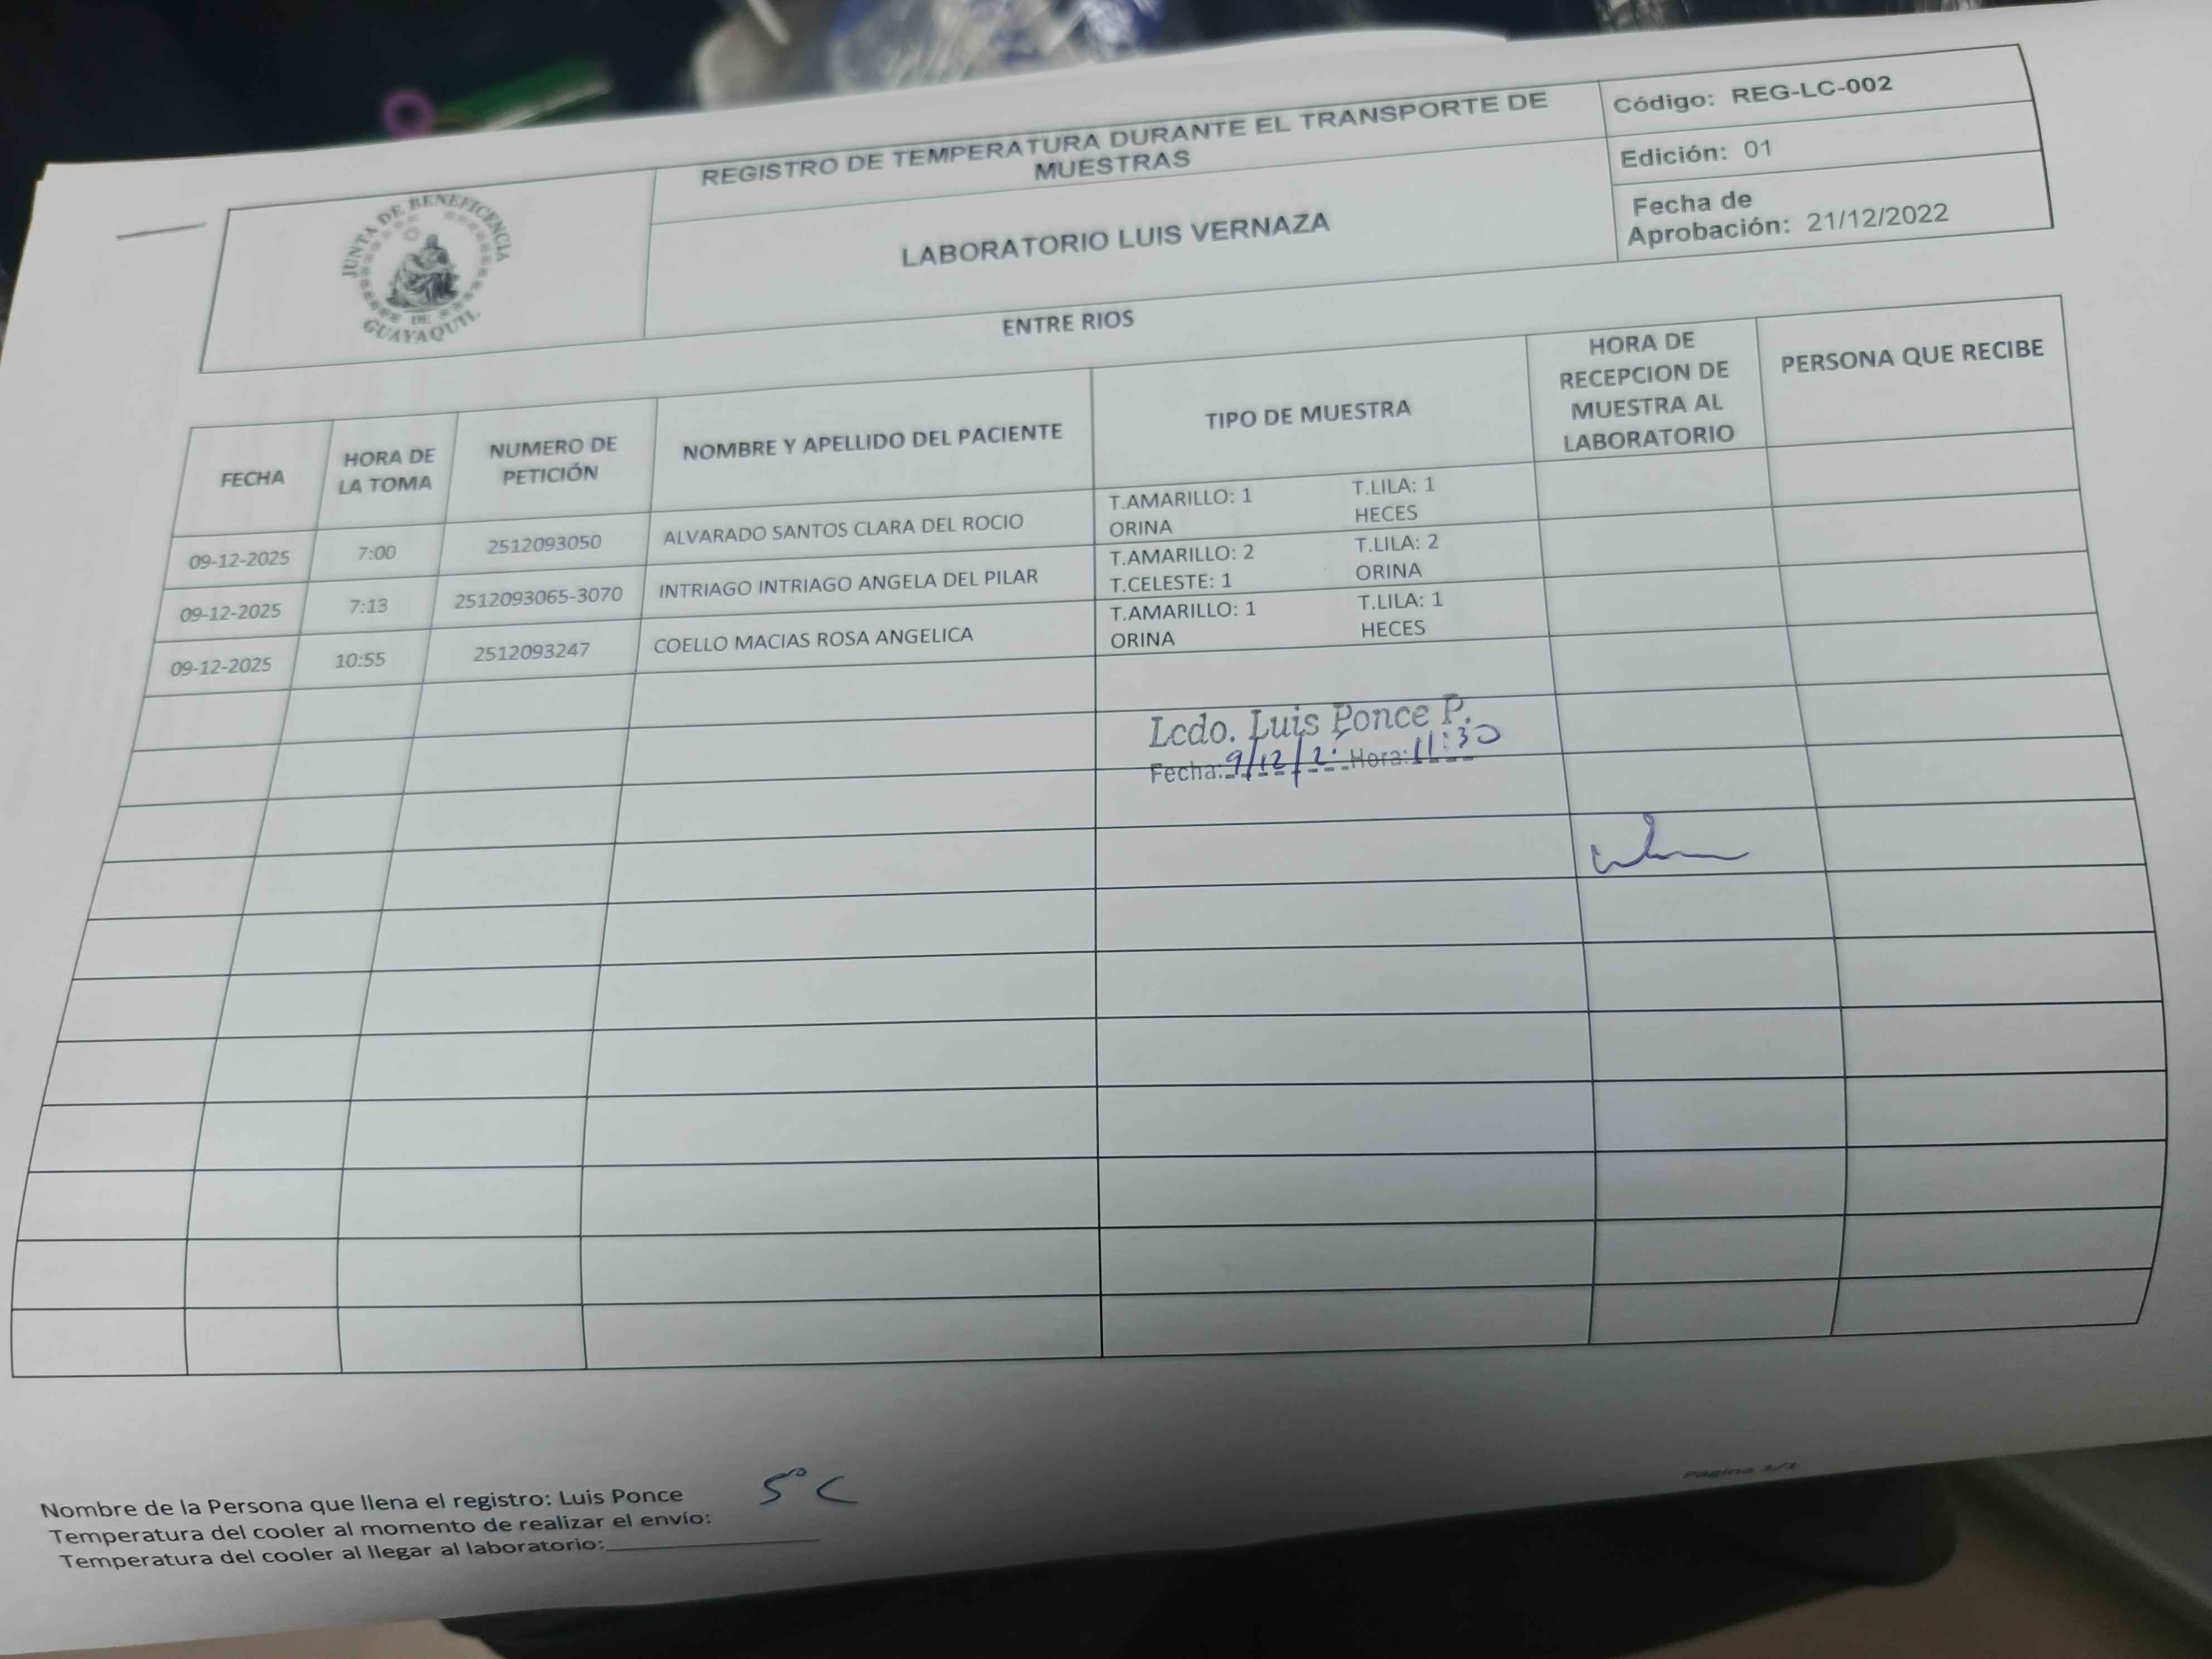 JUNTA DE BENEFICENCIA
DE
GUAYAQUIL
REGISTRO DE TEMPERATURA DURANTE EL TRANSPORTE DE
MUESTRAS
LABORATORIO LUIS VERNAZA
Código: REG-LC-002
Edición: 01
Fecha de
Aprobación: 21/12/2022
ENTRE RIOS
FECHA
HORA DE
LA TOMA
NUMERO DE
PETICIÓN
NOMBRE Y APELLIDO DEL PACIENTE
TIPO DE MUESTRA
HORA DE
RECEPCION DE
MUESTRA AL
LABORATORIO
PERSONA QUE RECIBE
09-12-2025 7:00 2512093050 ALVARADO SANTOS CLARA DEL ROCIO
T.AMARILLO: 1 T.LILA: 1
ORINA HECES
09-12-2025 7:13 2512093065-3070 INTRIAGO INTRIAGO ANGELA DEL PILAR
T.AMARILLO: 2 T.LILA: 2
T.CELESTE: 1 ORINA
09-12-2025 10:55 2512093247 COELLO MACIAS ROSA ANGELICA
T.AMARILLO: 1 T.LILA: 1
ORINA HECES
Lcdo. Luis Ponce P.
Fecha: 9/12/2 Hora: 11:30
Nombre de la Persona que llena el registro: Luis Ponce
Temperatura del cooler al momento de realizar el envío: 5°C
Temperatura del cooler al llegar al laboratorio:
Página 1/1